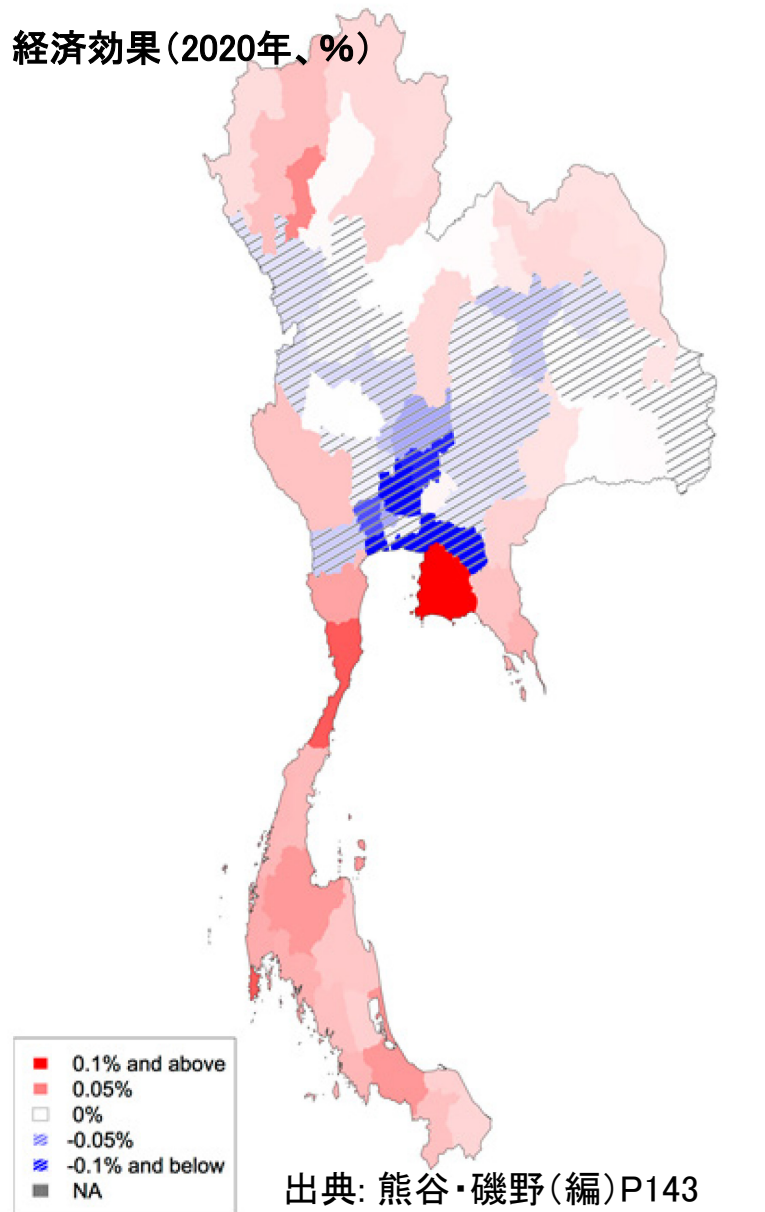 経済効果(2020年、%)
0.1% and above
0.05%
0%
-0.05%
-0.1% and below
NA
出典: 熊谷・磯野(編)P143